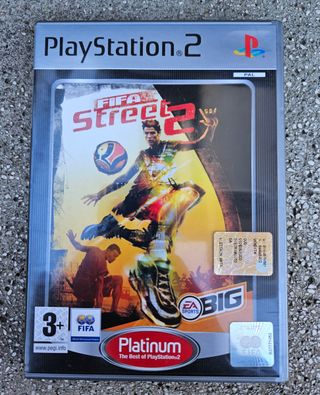 PlayStation®2
PAL
FIFA
Street 2
EA
SPORTS
BIG
3+
www.pegi.info
FIFA
Platinum
The Best of PlayStation®2